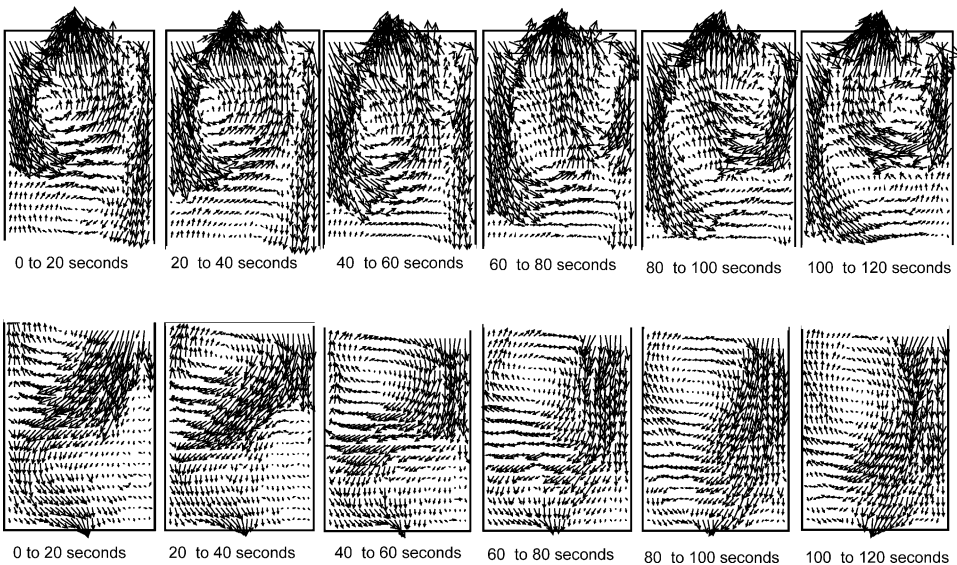 0 to 20 seconds
20 to 40 seconds
40 to 60 seconds
60 to 80 seconds
80 to 100 seconds
100 to 120 seconds
0 to 20 seconds
20 to 40 seconds
40 to 60 seconds
60 to 80 seconds
80 to 100 seconds
100 to 120 seconds